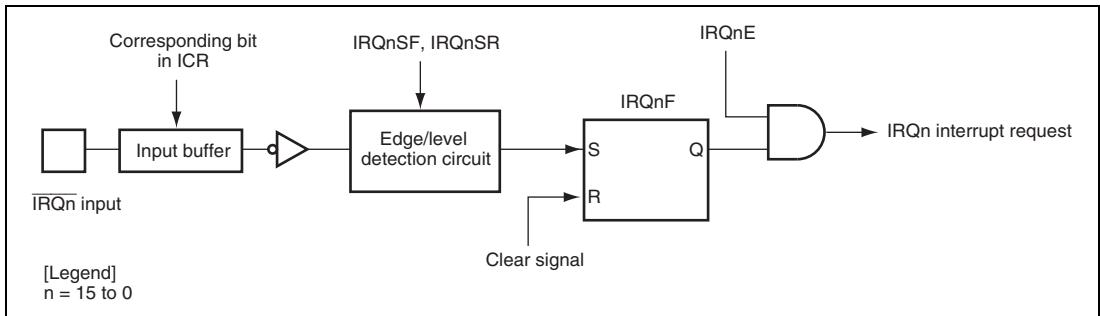 Corresponding bit
in ICR
IRQnSF, IRQnSR
IRQnE
IRQnF
Input buffer
Edge/level
detection circuit
S
Q
R
IRQn interrupt request
I̅R̅Q̅n̅ input
Clear signal
[Legend]
n = 15 to 0